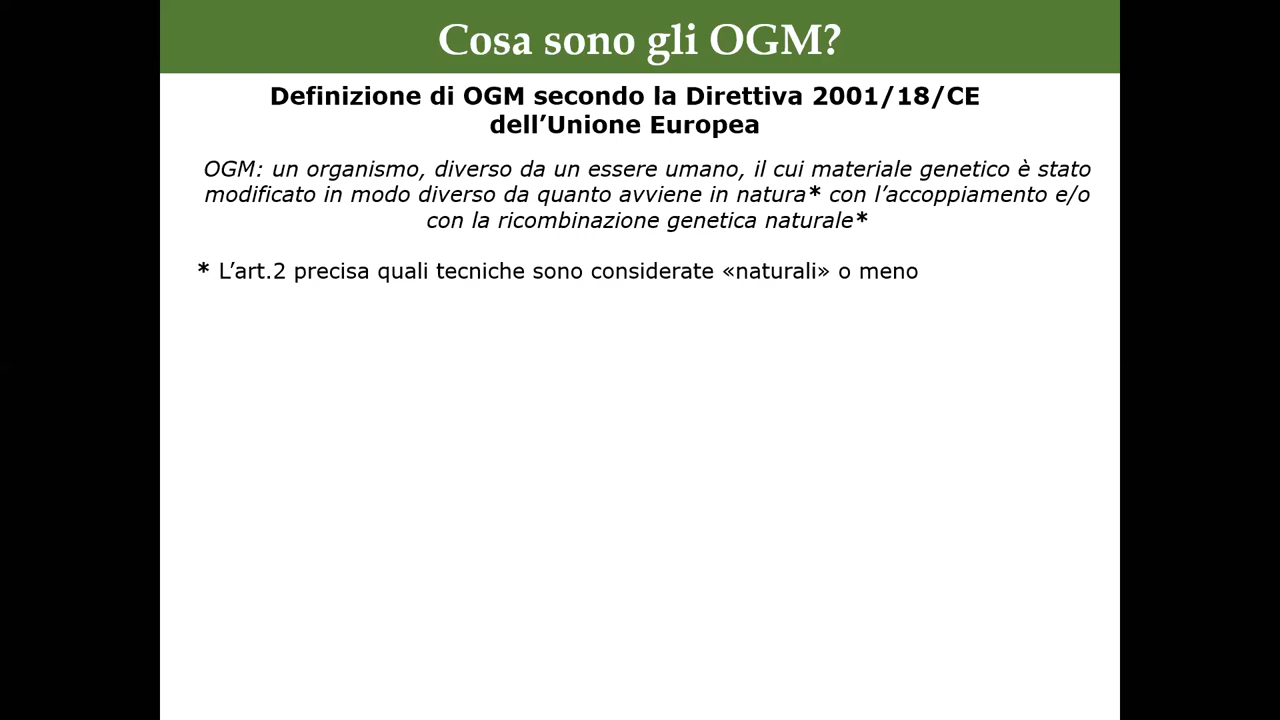 Cosa sono gli OGM?
Definizione di OGM secondo la Direttiva 2001/18/CE
dell’Unione Europea
OGM: un organismo, diverso da un essere umano, il cui materiale genetico è stato
modificato in modo diverso da quanto avviene in natura* con l’accoppiamento e/o
con la ricombinazione genetica naturale*
* L’art.2 precisa quali tecniche sono considerate «naturali» o meno